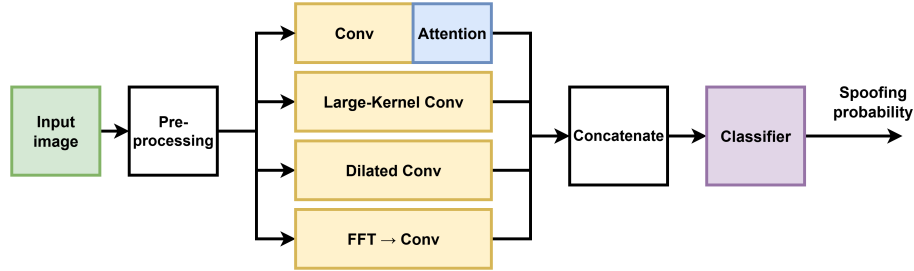 Input
image
Pre-
processing
Conv
Attention
Large-Kernel Conv
Dilated Conv
FFT → Conv
Concatenate
Classifier
Spoofing
probability